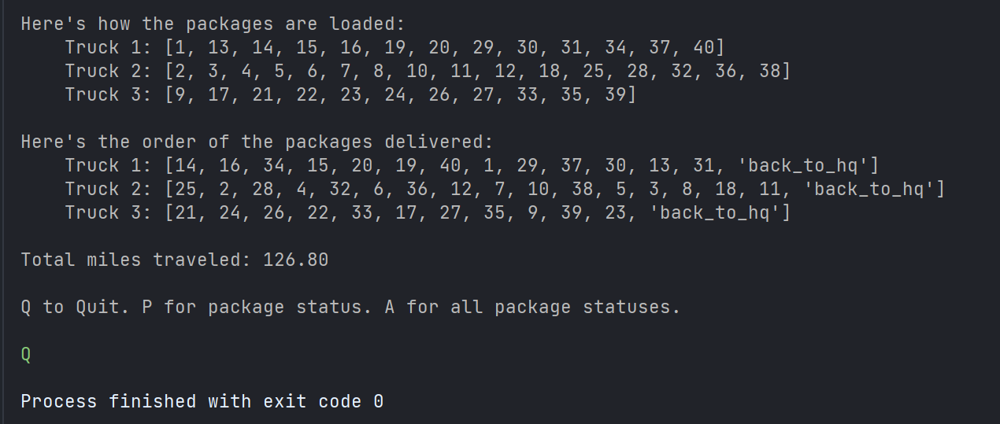 Here's how the packages are loaded:
Truck 1: [1, 13, 14, 15, 16, 19, 20, 29, 30, 31, 34, 37, 40]
Truck 2: [2, 3, 4, 5, 6, 7, 8, 10, 11, 12, 18, 25, 28, 32, 36, 38]
Truck 3: [9, 17, 21, 22, 23, 24, 26, 27, 33, 35, 39]
Here's the order of the packages delivered:
Truck 1: [14, 16, 34, 15, 20, 19, 40, 1, 29, 37, 30, 13, 31, 'back_to_hq']
Truck 2: [25, 2, 28, 4, 32, 6, 36, 12, 7, 10, 38, 5, 3, 8, 18, 11, 'back_to_hq']
Truck 3: [21, 24, 26, 22, 33, 17, 27, 35, 9, 39, 23, 'back_to_hq']
Total miles traveled: 126.80
Q to Quit. P for package status. A for all package statuses.
Q
Process finished with exit code 0